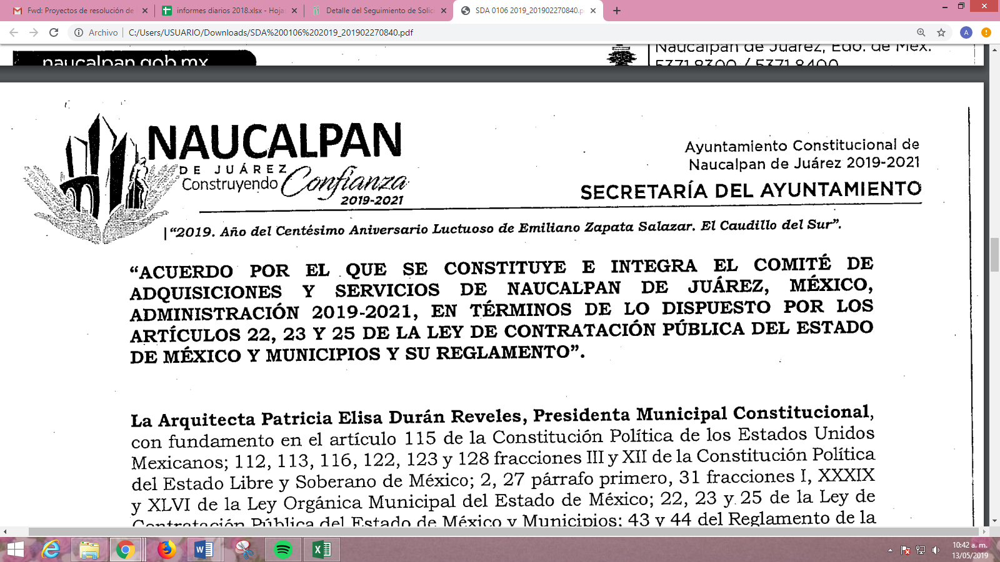 Fwd: Proyectos de resolución de
informes diarios 2018.xlsx - Hoja
Detalle del Seguimiento de Solic
SDA 0106 2019_201902270840.p
Archivo
C:/Users/USUARIO/Downloads/SDA%200106%202019_201902270840.pdf
A
naucalpan.gob.mx
Naucalpan de Juárez, Edo. de Méx.
5371 8300 / 5371 8400
NAUCALPAN
DE JUÁREZ
Construyendo Confianza
2019-2021
Ayuntamiento Constitucional de
Naucalpan de Juárez 2019-2021
SECRETARÍA DEL AYUNTAMIENTO
"2019. Año del Centésimo Aniversario Luctuoso de Emiliano Zapata Salazar. El Caudillo del Sur".
“ACUERDO POR EL QUE SE CONSTITUYE E INTEGRA EL COMITÉ DE
ADQUISICIONES Y SERVICIOS DE NAUCALPAN DE JUÁREZ, MÉXICO,
ADMINISTRACIÓN 2019-2021, EN TÉRMINOS DE LO DISPUESTO POR LOS
ARTÍCULOS 22, 23 Y 25 DE LA LEY DE CONTRATACIÓN PÚBLICA DEL ESTADO
DE MÉXICO Y MUNICIPIOS Y SU REGLAMENTO”.
La Arquitecta Patricia Elisa Durán Reveles, Presidenta Municipal Constitucional,
con fundamento en el artículo 115 de la Constitución Política de los Estados Unidos
Mexicanos; 112, 113, 116, 122, 123 y 128 fracciones III y XII de la Constitución Política
del Estado Libre y Soberano de México; 2, 27 párrafo primero, 31 fracciones I, XXXIX
y XLVI de la Ley Orgánica Municipal del Estado de México; 22, 23 y 25 de la Ley de
Contratación Pública del Estado de México y Municipios; 43 y 44 del Reglamento de la
10:42 a. m.
13/05/2019